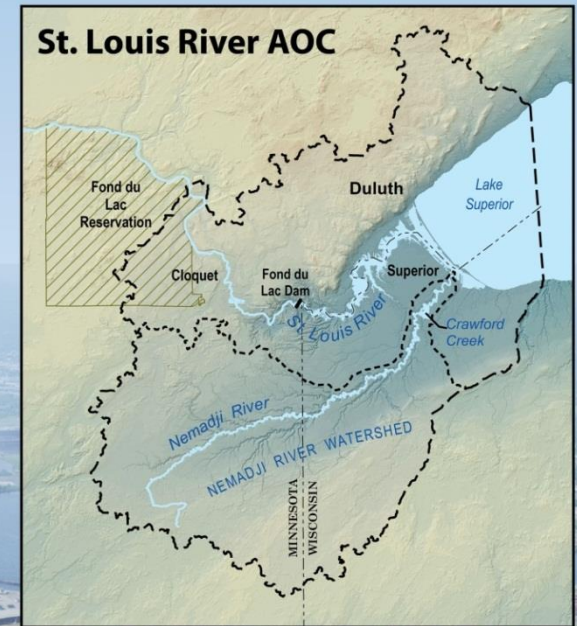 St. Louis River AOC
Fond du
Lac
Reservation
Duluth
Lake
Superior
Cloquet
Fond du
Lac Dam
Superior
St. Louis River
Crawford
Creek
Nemadji River
NEMADJI RIVER WATERSHED
MINNESOTA
WISCONSIN